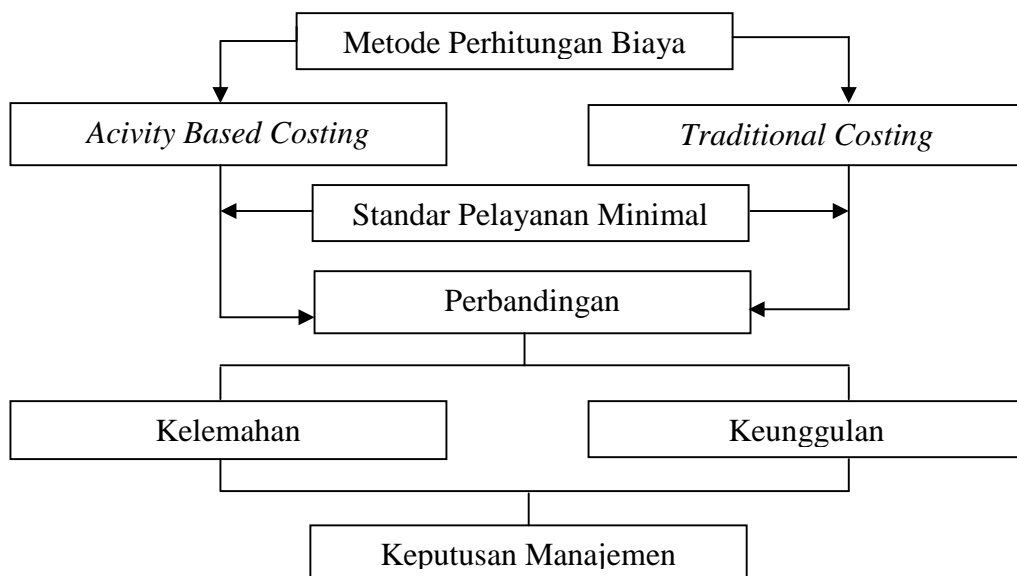 Metode Perhitungan Biaya
Acivity Based Costing
Traditional Costing
Standar Pelayanan Minimal
Perbandingan
Kelemahan
Keunggulan
Keputusan Manajemen